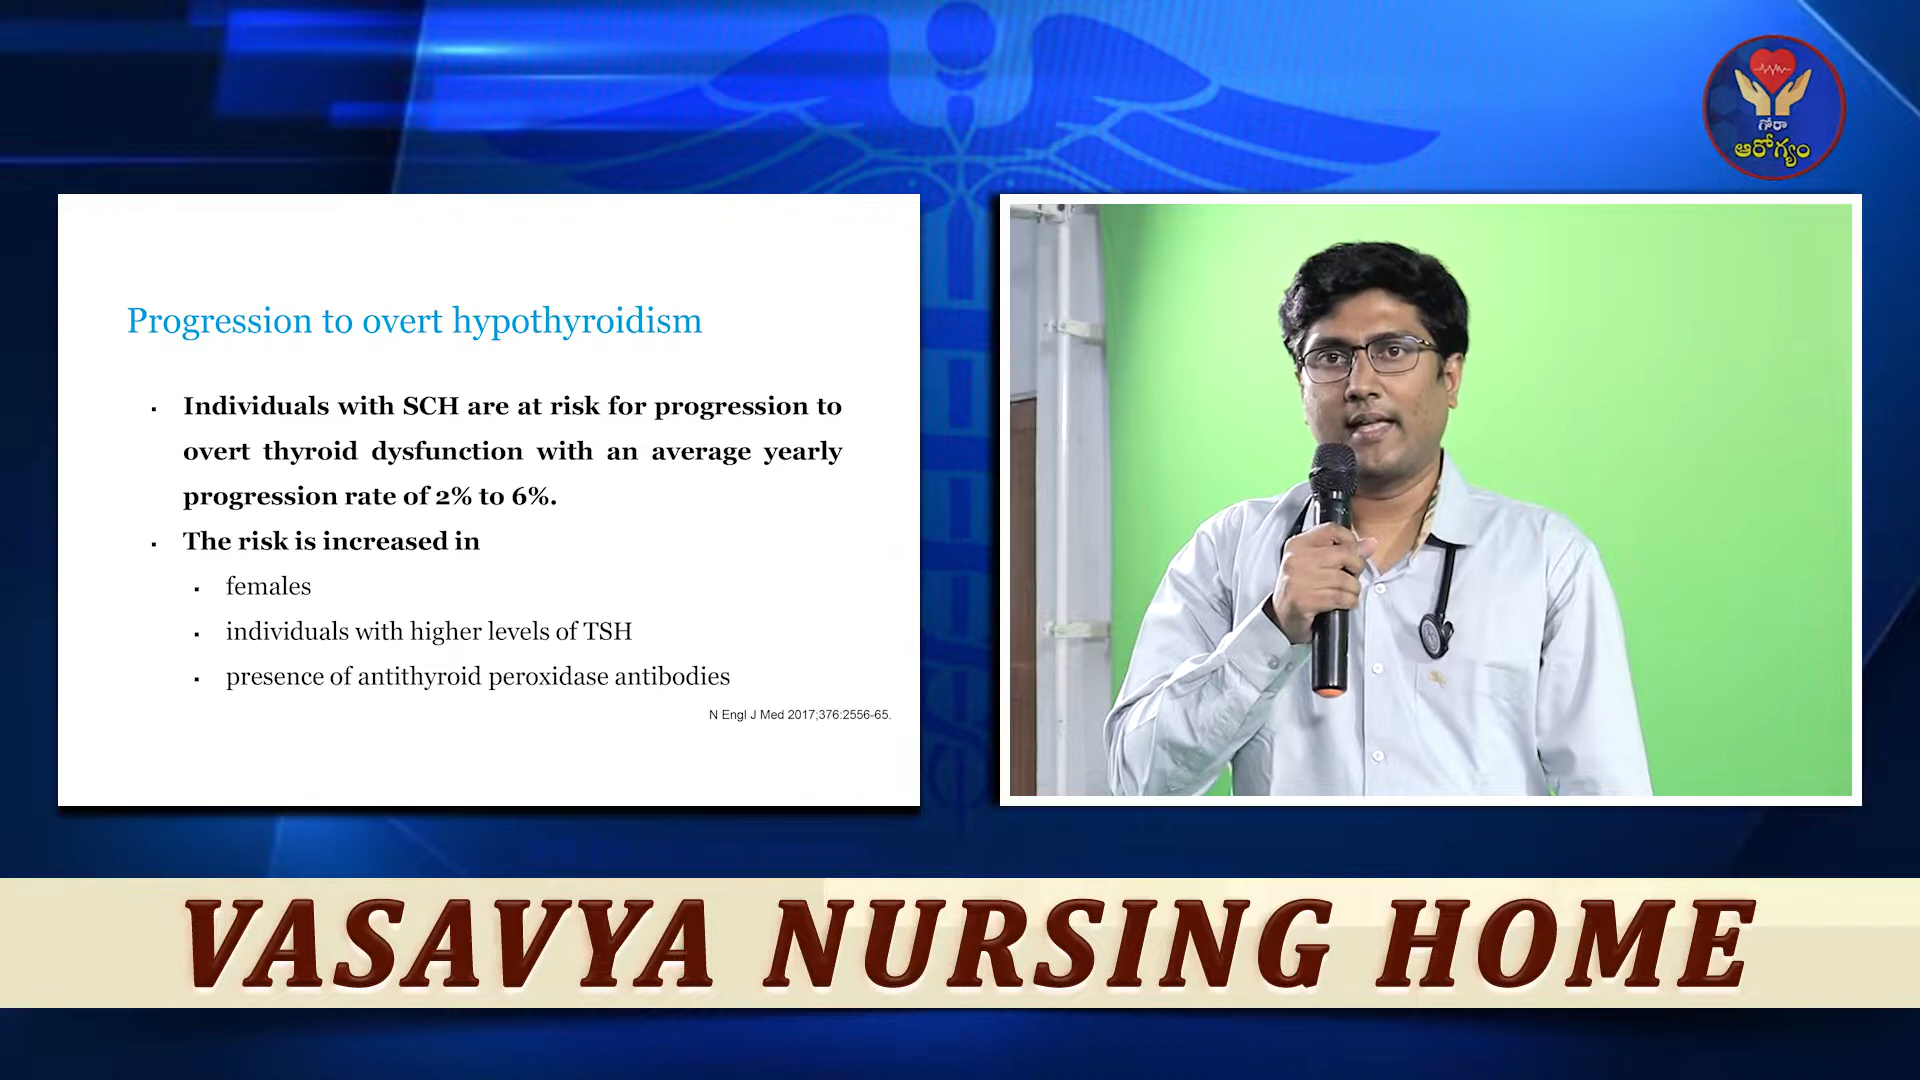 గోరా
ఆరోగ్యం
Progression to overt hypothyroidism
▪ Individuals with SCH are at risk for progression to
overt thyroid dysfunction with an average yearly
progression rate of 2% to 6%.
▪ The risk is increased in
▪ females
▪ individuals with higher levels of TSH
▪ presence of antithyroid peroxidase antibodies
N Engl J Med 2017;376:2556-65.
VASAVYA NURSING HOME